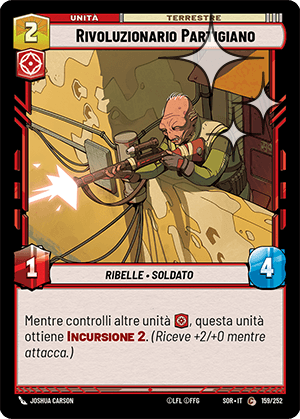 UNITÀ
TERRESTRE
2
Rivoluzionario Partigiano
1
RIBELLE • SOLDATO
4
Mentre controlli altre unità , questa unità
ottiene Incursione 2. (Riceve +2/+0 mentre
attacca.)
JOSHUA CARSON
©LFL ©FFG
SOR • IT
C
159/252